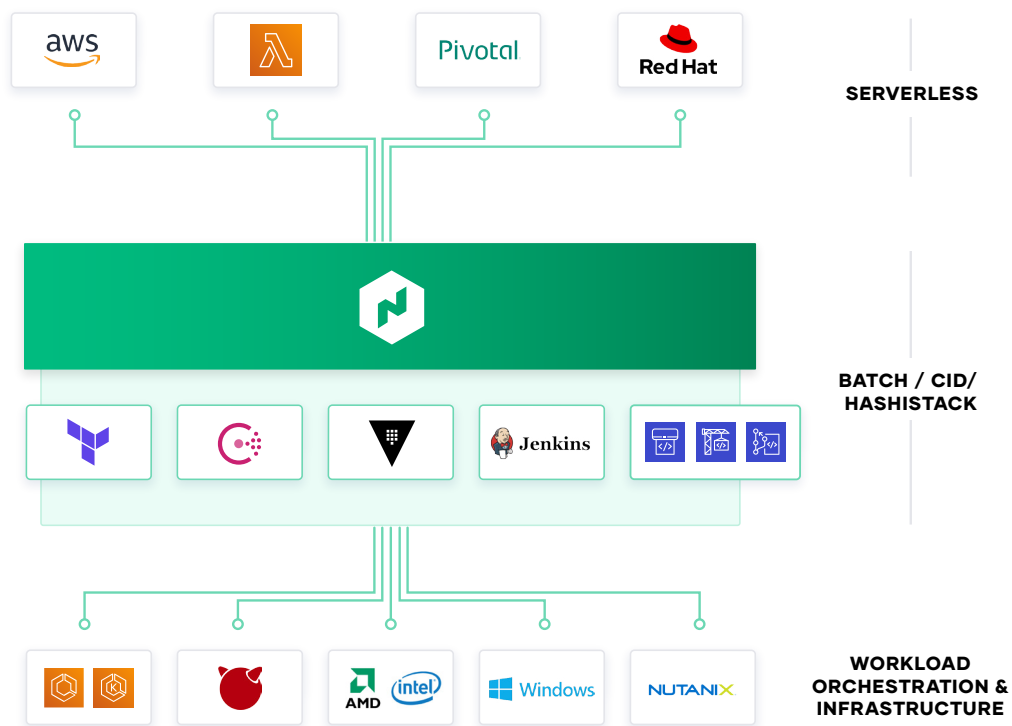 aws
Pivotal
Red Hat
SERVERLESS
BATCH / CID/
HASHISTACK
Jenkins
K
AMD
intel
Windows
NUTANIX
WORKLOAD
ORCHESTRATION &
INFRASTRUCTURE